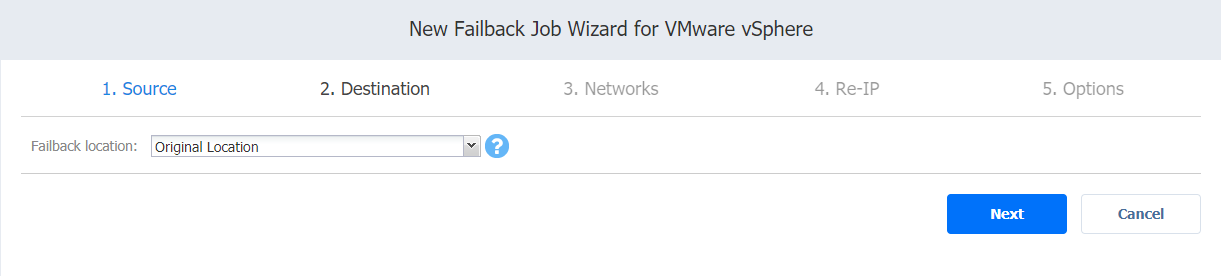 New Failback Job Wizard for VMware vSphere
1. Source 2. Destination 3. Networks 4. Re-IP 5. Options
Failback location: Original Location ?
Next Cancel